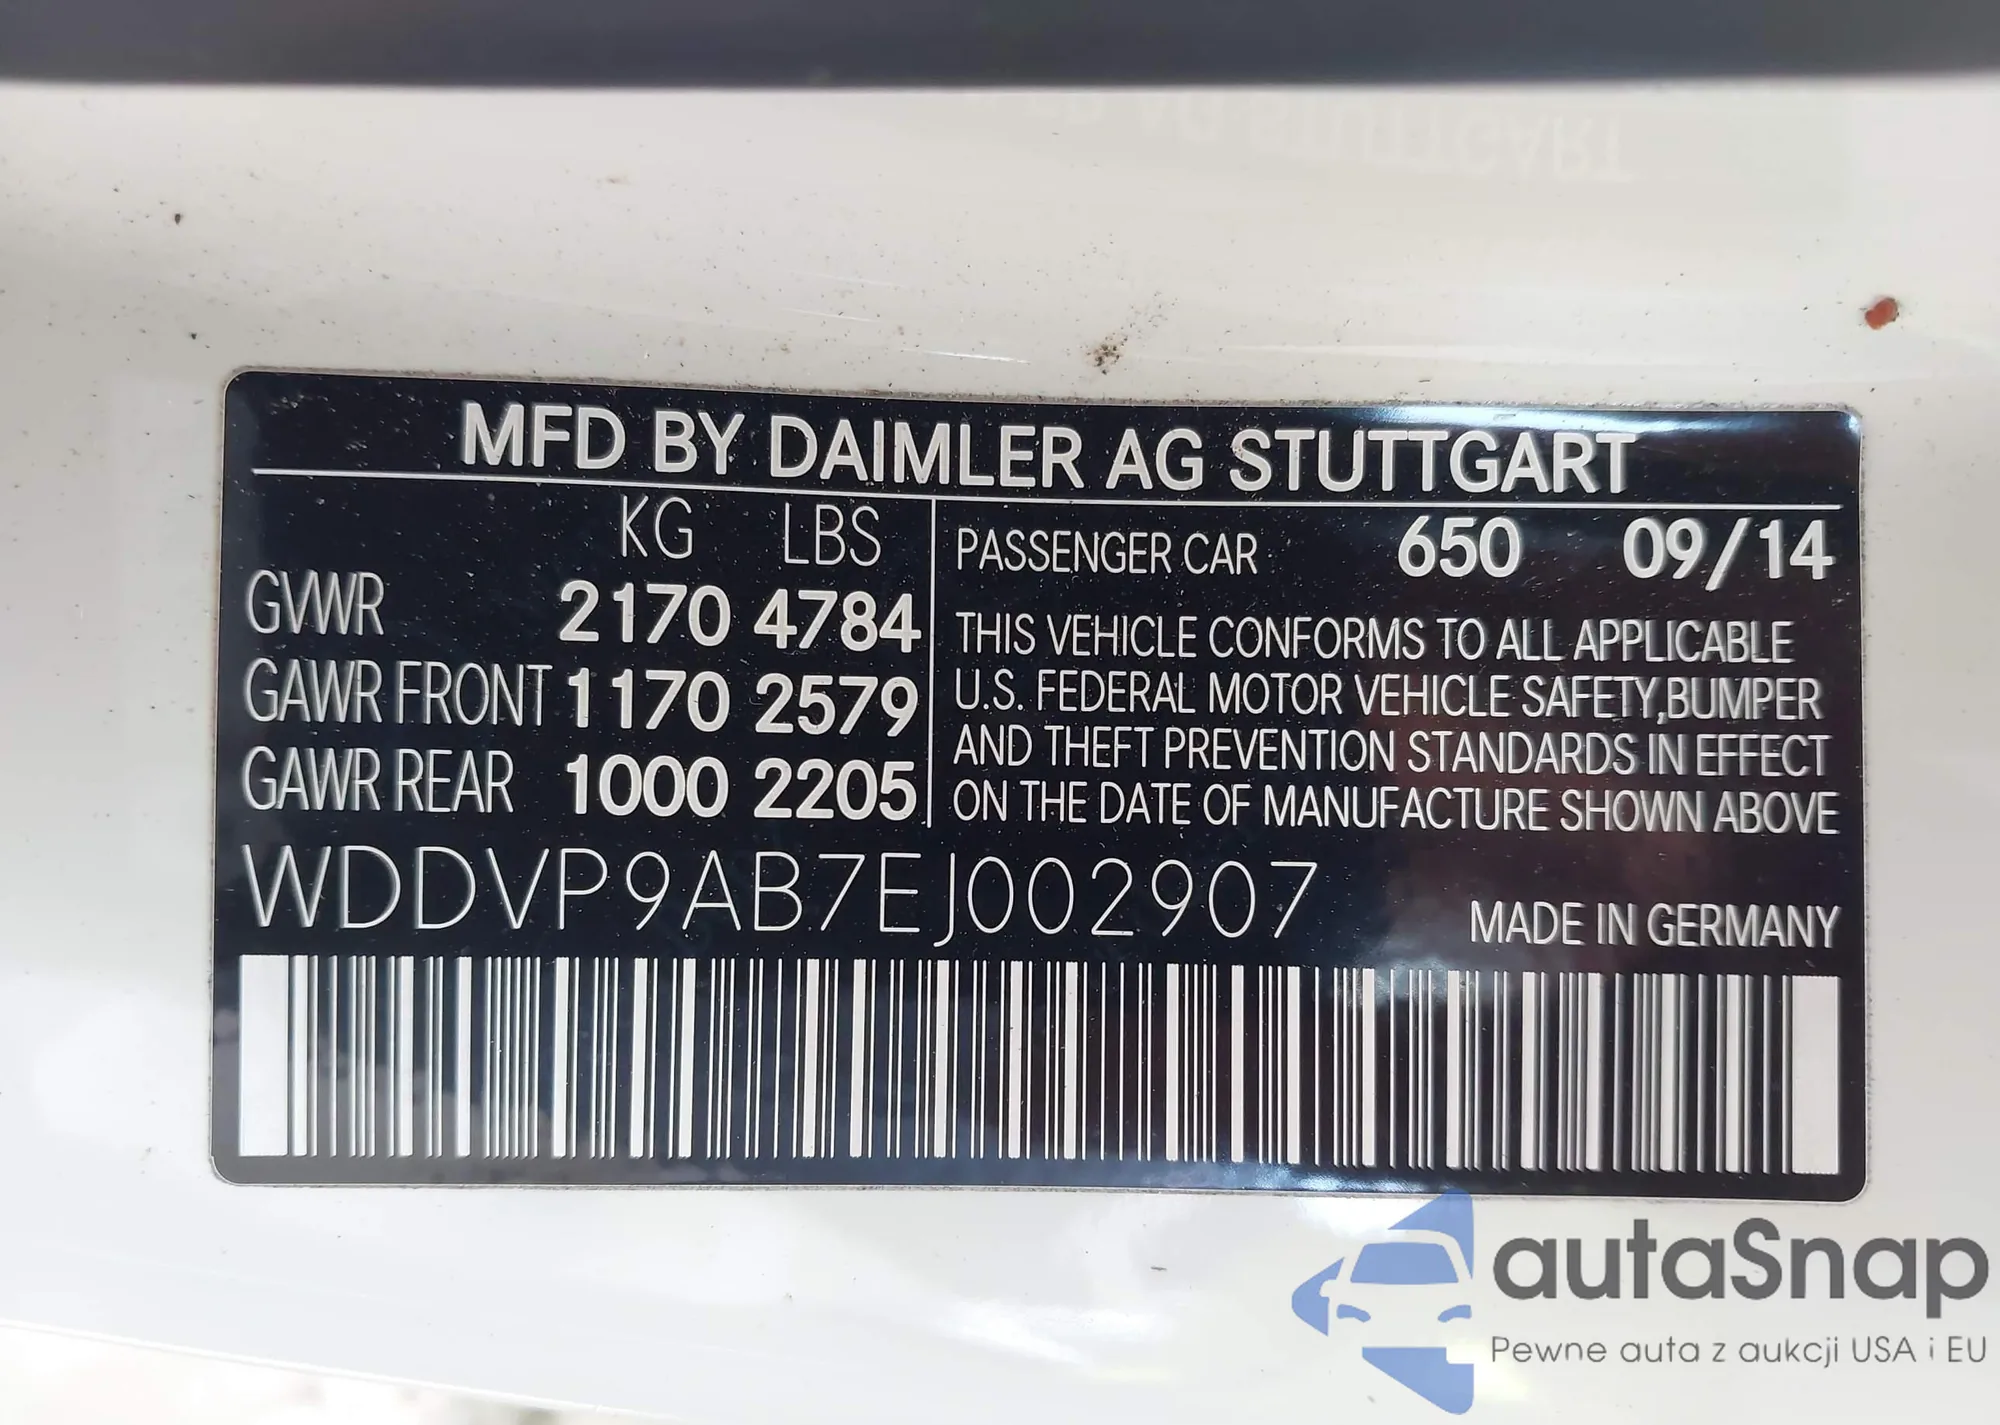 MFD BY DAIMLER AG STUTTGART
KG LBS
GVWR 2170 4784
GAWR FRONT 1170 2579
GAWR REAR 1000 2205
PASSENGER CAR 650 09/14
THIS VEHICLE CONFORMS TO ALL APPLICABLE
U.S. FEDERAL MOTOR VEHICLE SAFETY,BUMPER
AND THEFT PREVENTION STANDARDS IN EFFECT
ON THE DATE OF MANUFACTURE SHOWN ABOVE
WDDVP9AB7EJ002907
MADE IN GERMANY
autaSnap
Pewne auta z aukcji USA i EU